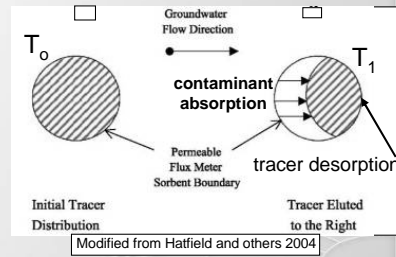 Groundwater
Flow Direction
To
T1
contaminant
absorption
Permeable
Flux Meter
Sorbent Boundary
tracer desorption
Initial Tracer
Distribution
Tracer Eluted
to the Right
Modified from Hatfield and others 2004